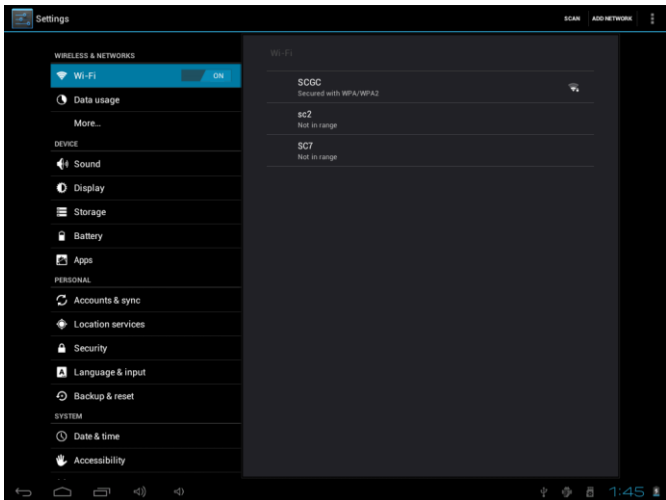 Settings
SCAN
ADD NETWORK
WIRELESS & NETWORKS
Wi-Fi
ON
Data usage
More...
DEVICE
Sound
Display
Storage
Battery
Apps
PERSONAL
Accounts & sync
Location services
Security
A Language & input
Backup & reset
SYSTEM
Date & time
Accessibility
Wi-Fi
SCGC
Secured with WPA/WPA2
sc2
Not in range
SC7
Not in range
1:45